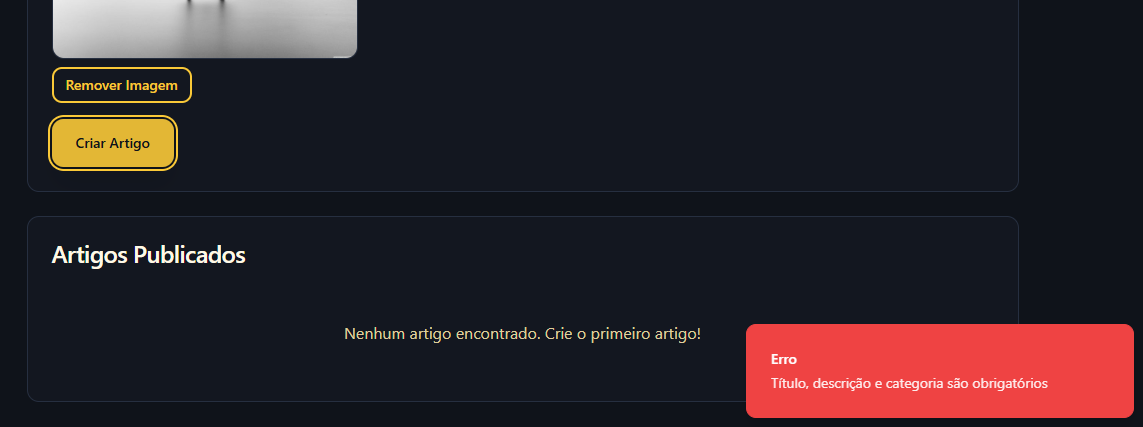 Remover Imagem
Criar Artigo
Artigos Publicados
Nenhum artigo encontrado. Crie o primeiro artigo!
Erro
Título, descrição e categoria são obrigatórios